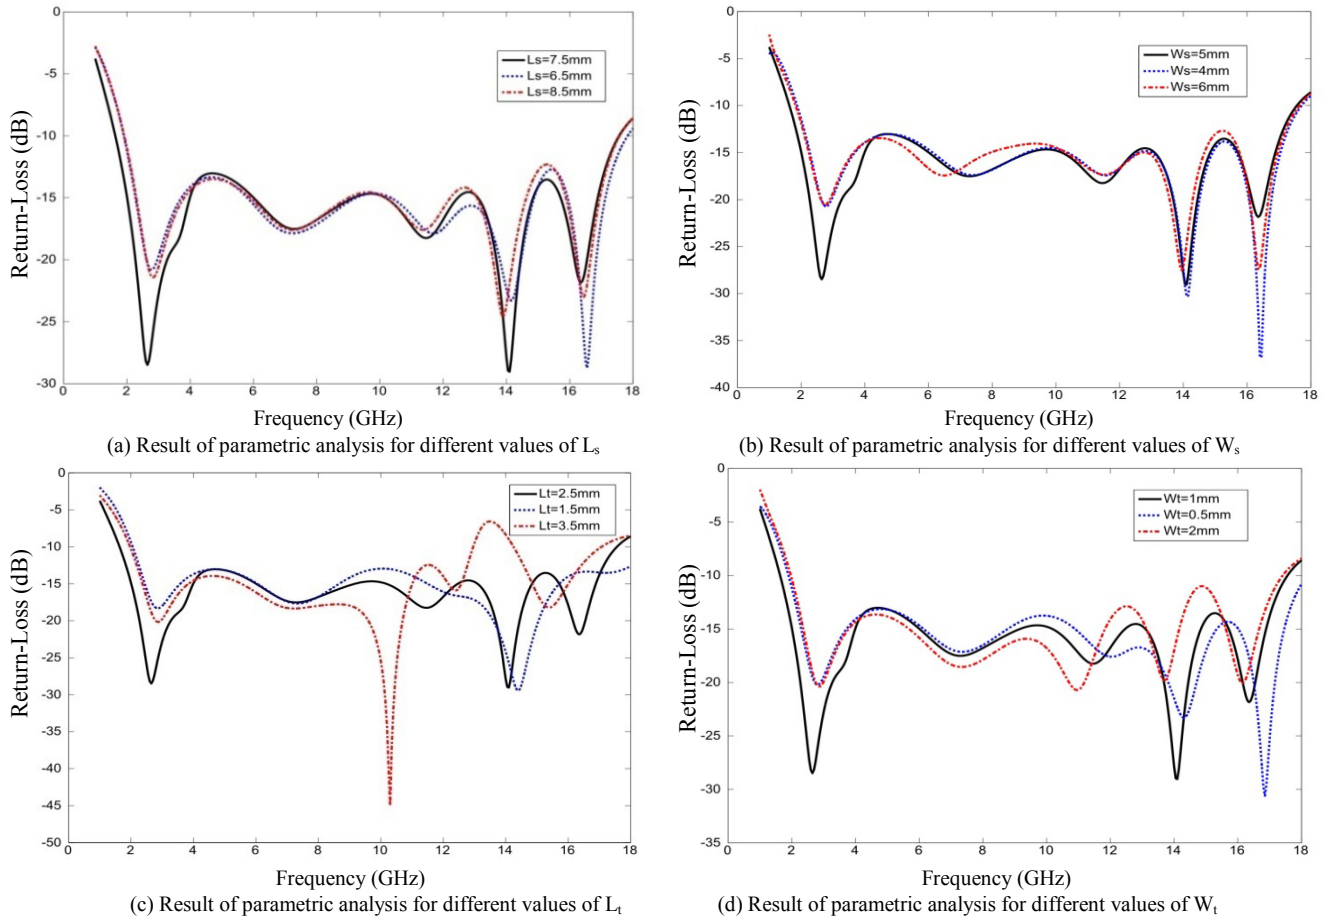 0
-5
-10
-15
-20
-25
-30
0 2 4 6 8 10 12 14 16 18
Return-Loss (dB)
Ls=7.5mm
Ls=6.5mm
Ls=8.5mm
Frequency (GHz)
(a) Result of parametric analysis for different values of Ls
0
-5
-10
-15
-20
-25
-30
-35
-40
0 2 4 6 8 10 12 14 16 18
Return-Loss (dB)
Ws=5mm
Ws=4mm
Ws=6mm
Frequency (GHz)
(b) Result of parametric analysis for different values of Ws
0
-5
-10
-15
-20
-25
-30
-35
-40
-45
-50
0 2 4 6 8 10 12 14 16 18
Return-Loss (dB)
Lt=2.5mm
Lt=1.5mm
Lt=3.5mm
Frequency (GHz)
(c) Result of parametric analysis for different values of Lt
0
-5
-10
-15
-20
-25
-30
-35
0 2 4 6 8 10 12 14 16 18
Return-Loss (dB)
Wt=1mm
Wt=0.5mm
Wt=2mm
Frequency (GHz)
(d) Result of parametric analysis for different values of Wt